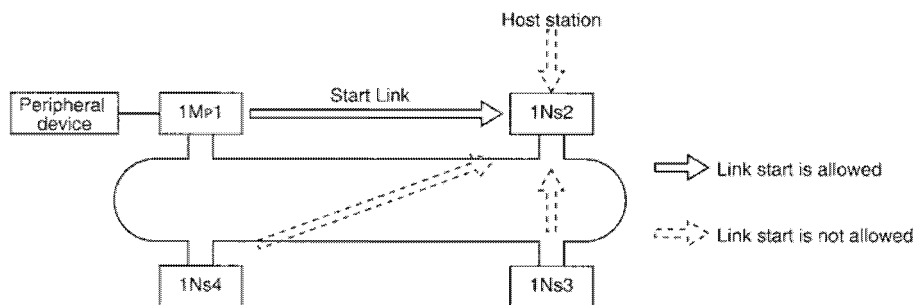 Host station
Start Link
Peripheral
device
1MP1
1Ns2
Link start is allowed
Link start is not allowed
1Ns4
1Ns3